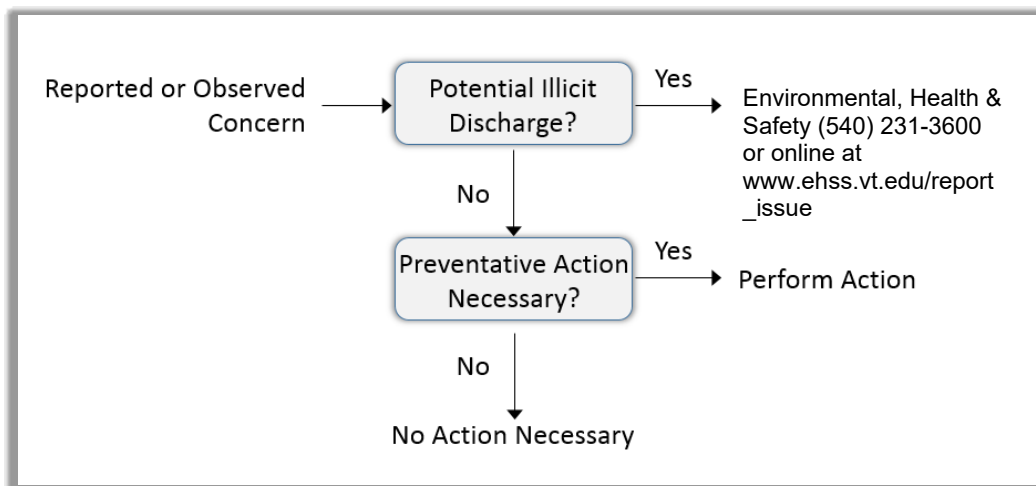 Reported or Observed
Concern
Potential Illicit
Discharge?
Yes
Environmental, Health &
Safety (540) 231-3600
or online at
www.ehss.vt.edu/report
_issue
No
Preventative Action
Necessary?
Yes
Perform Action
No
No Action Necessary